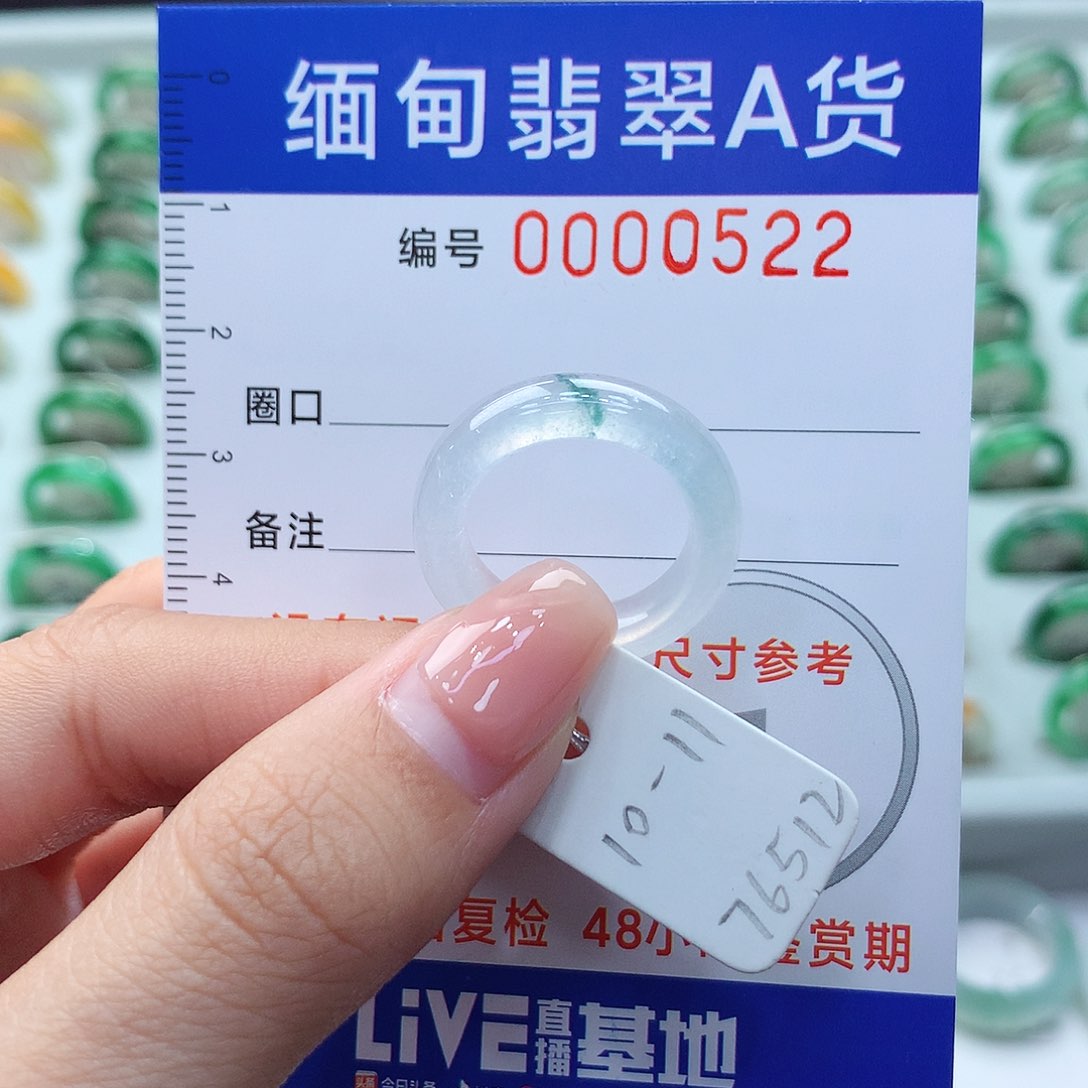 缅甸翡翠A货
编号 0000522
圈口
备注
尺寸参考
10-11
76512
复检 48小 鉴赏期
LiVE直播基地
0
1
2
3
4